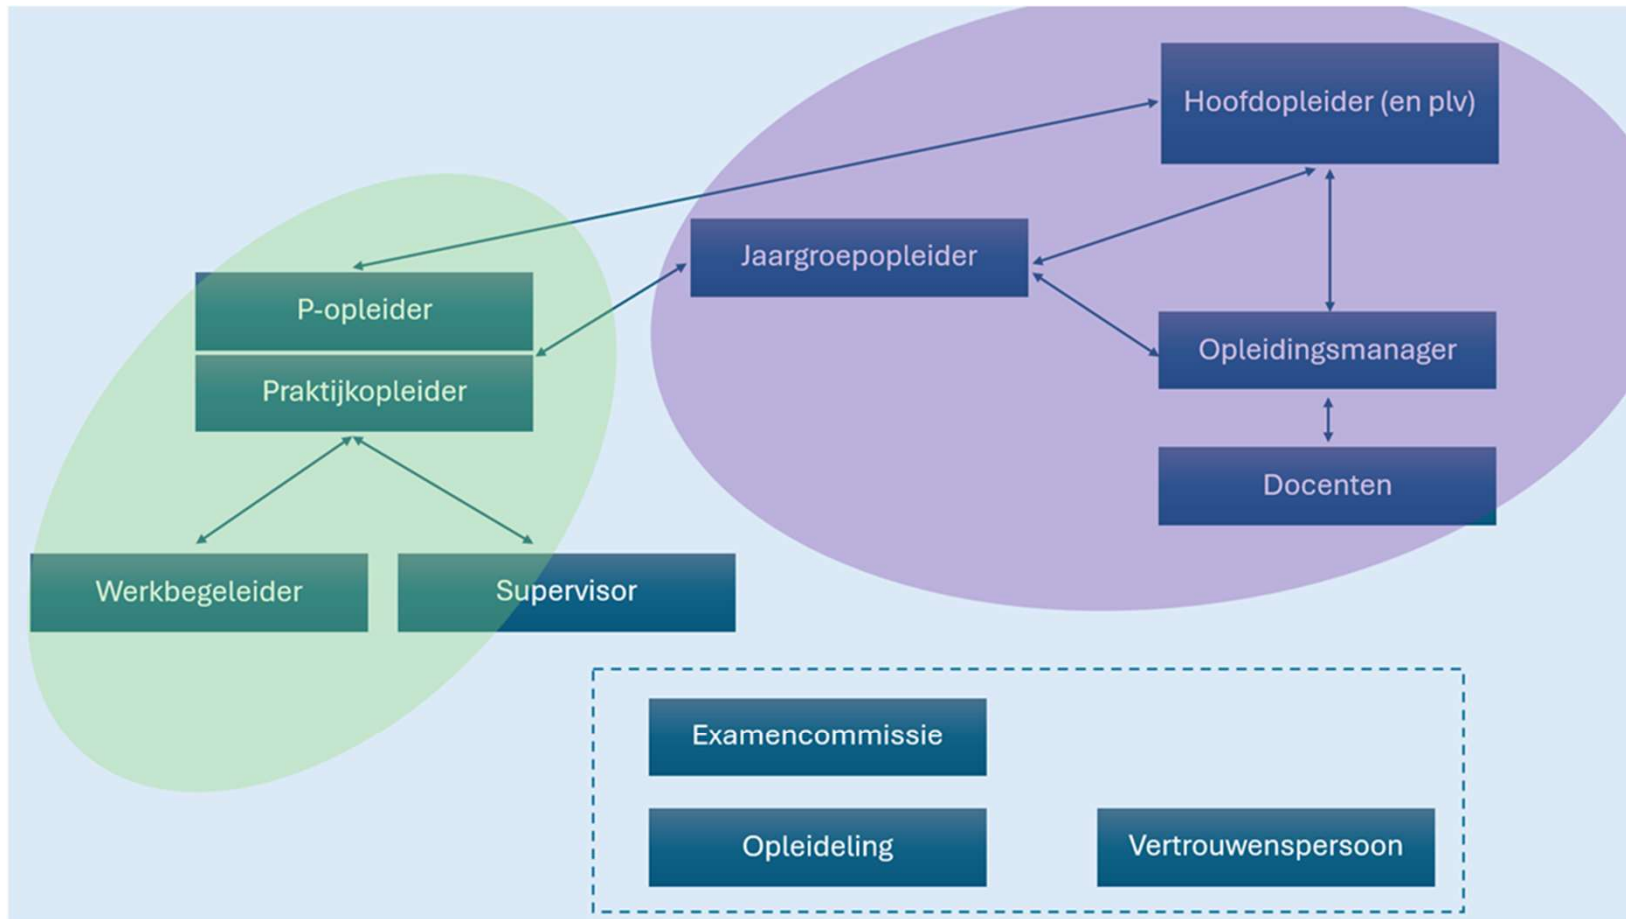 Hoofdopleider (en plv)
Jaargroepopleider
P-opleider
Opleidingsmanager
Praktijkopleider
Docenten
Werkbegeleider
Supervisor
Examencommissie
Opleideling
Vertrouwenspersoon